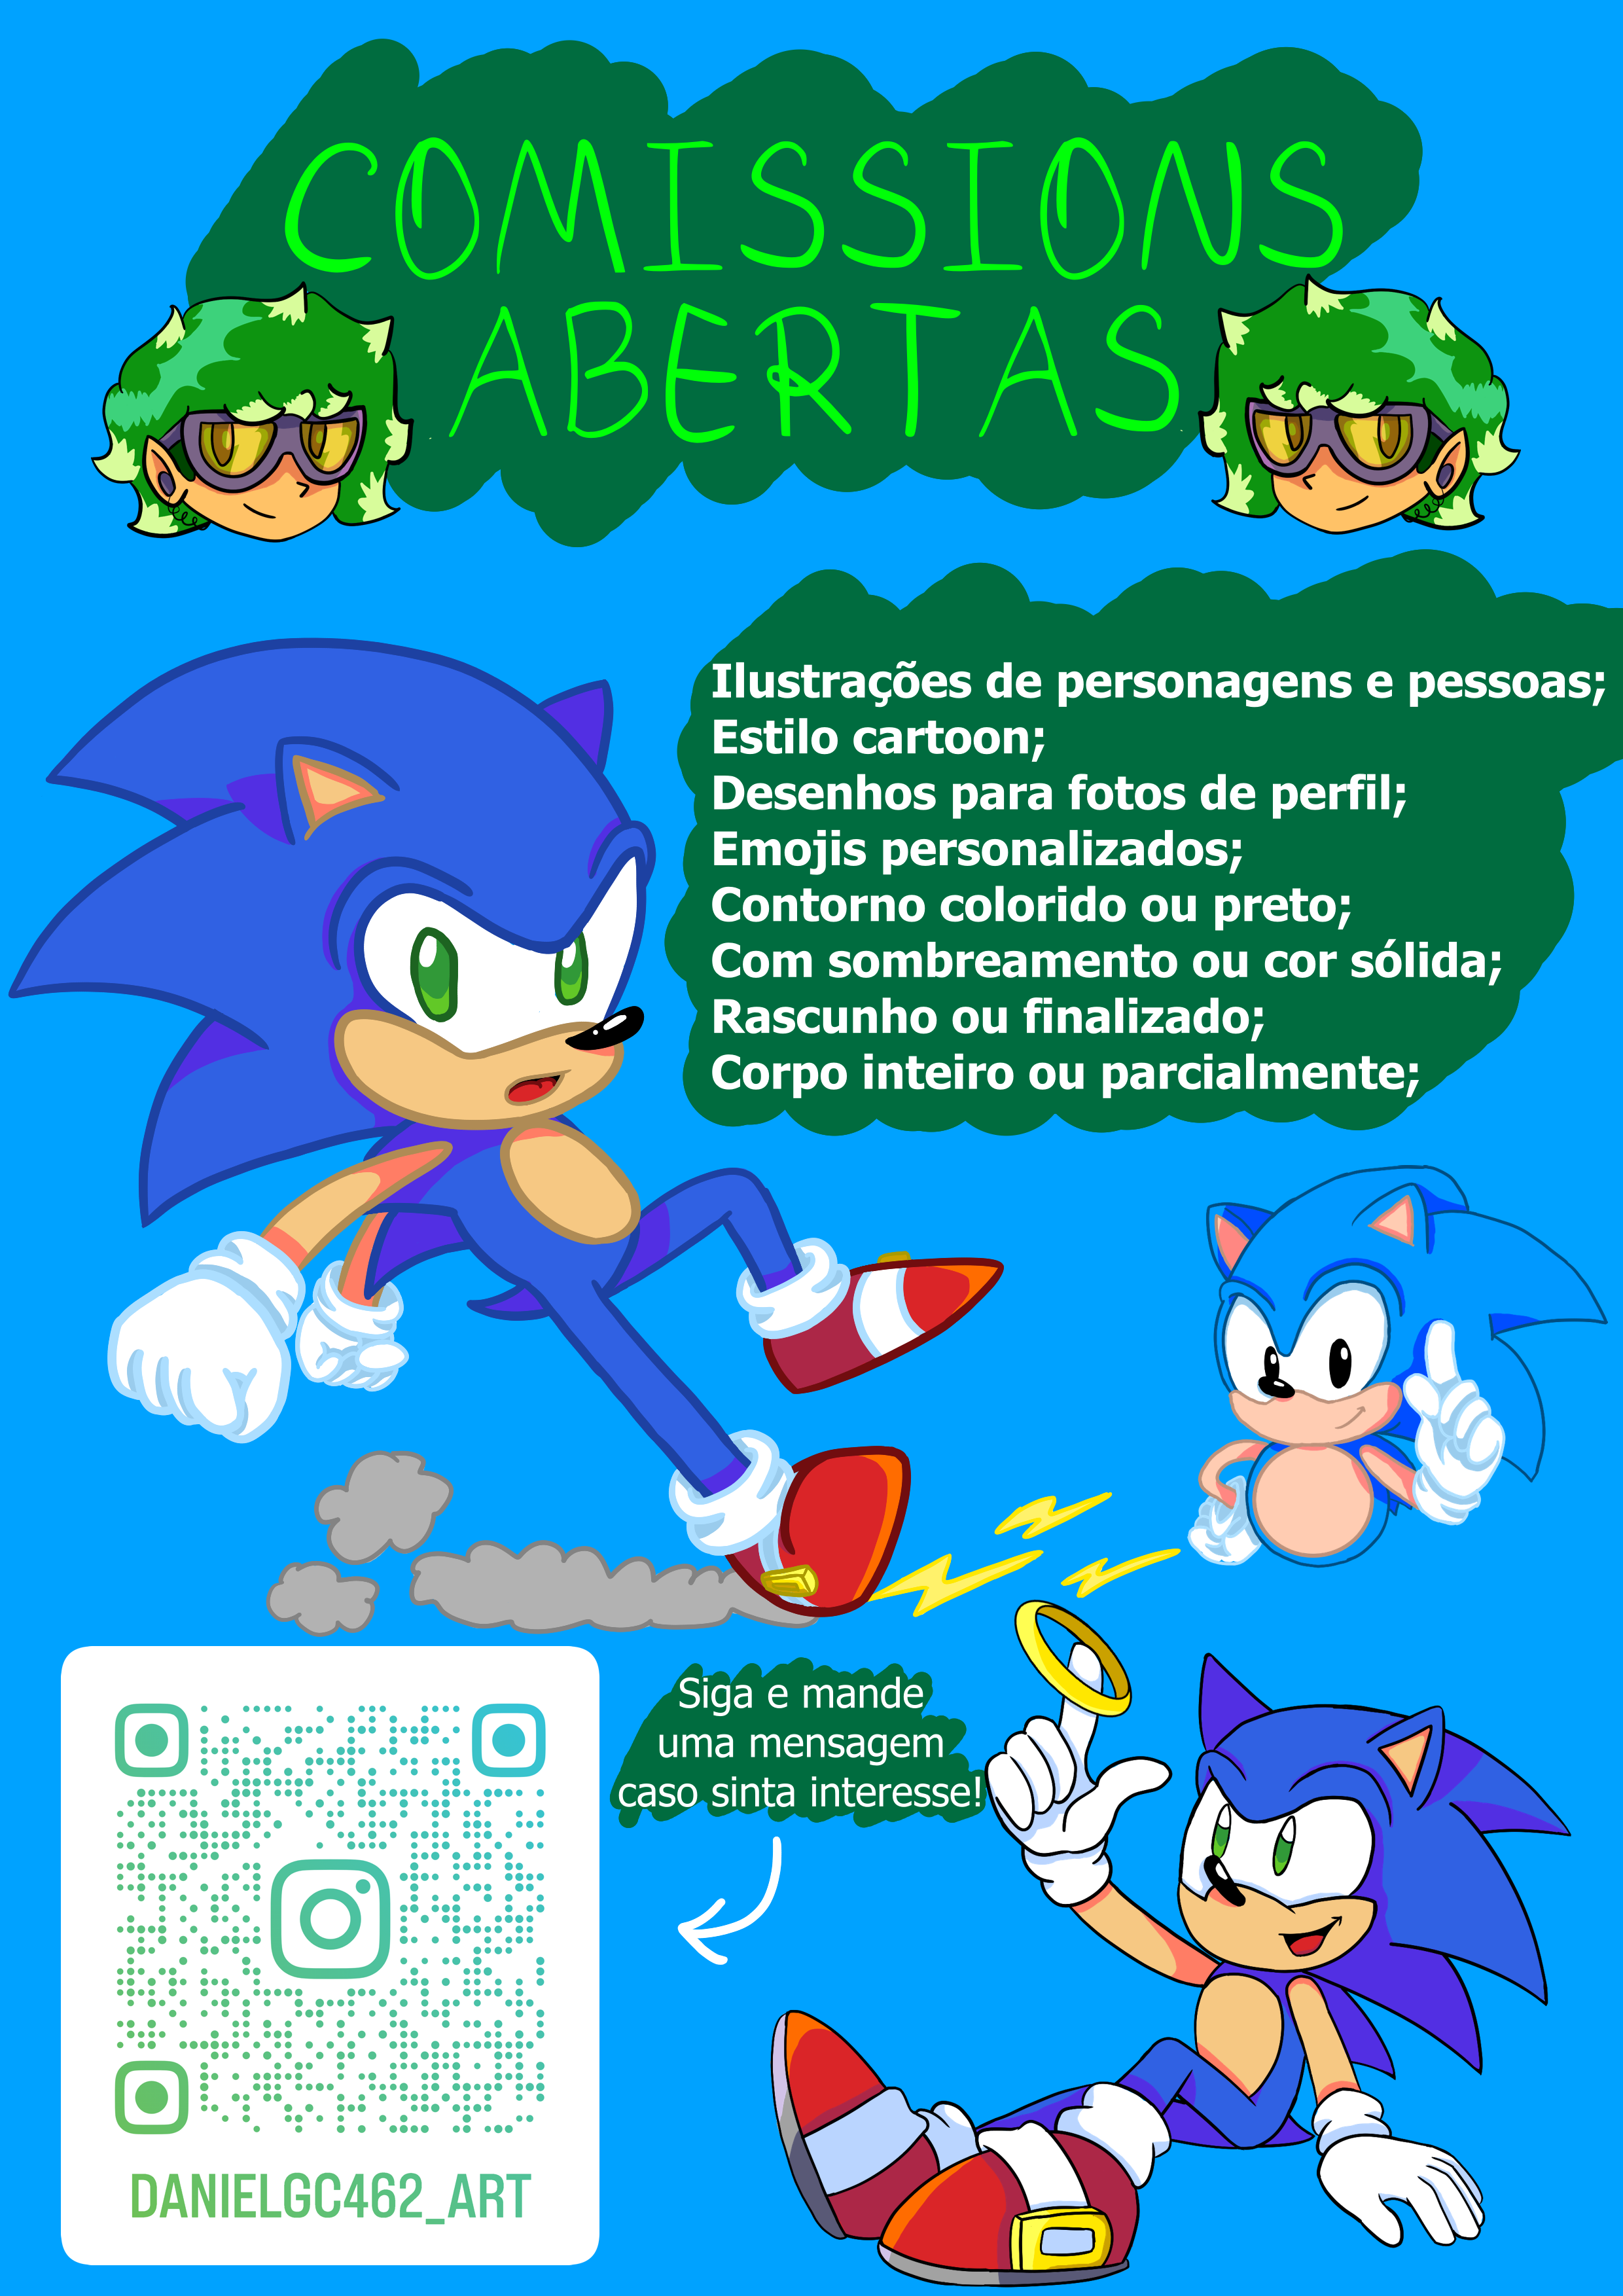 COMISSIONS
ABERTAS
Ilustrações de personagens e pessoas;
Estilo cartoon;
Desenhos para fotos de perfil;
Emojis personalizados;
Contorno colorido ou preto;
Com sombreamento ou cor sólida;
Rascunho ou finalizado;
Corpo inteiro ou parcialmente;
Siga e mande
uma mensagem
caso sinta interesse!
DANIELGC462_ART